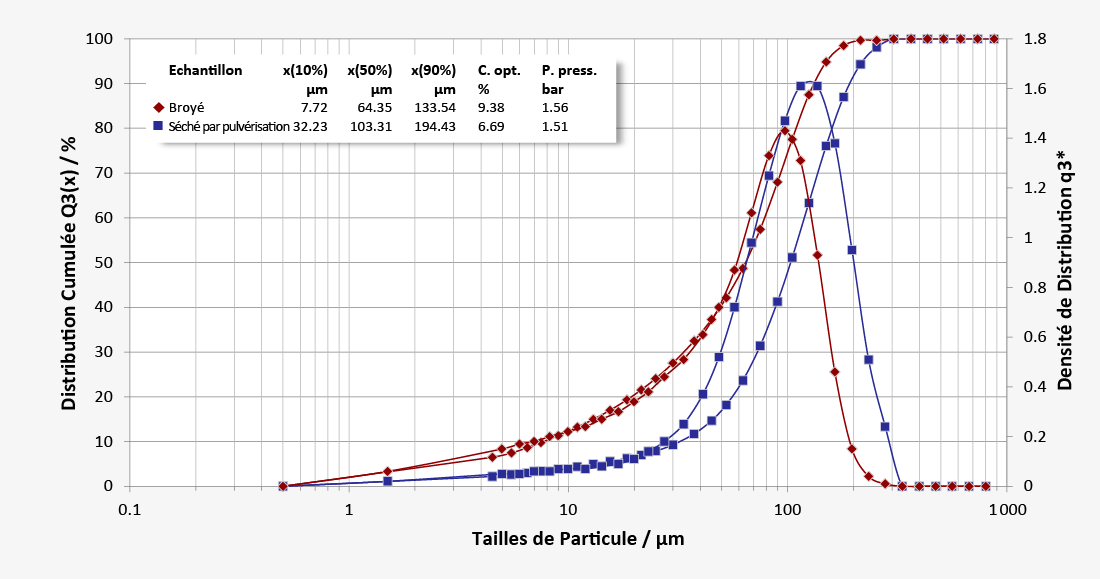 100
90
80
70
60
50
40
30
20
10
0
Distribution Cumulée Q3(x) / %
Echantillon x(10%) x(50%) x(90%) C. opt. P. press.
µm µm µm % bar
Broyé 7.72 64.35 133.54 9.38 1.56
Séché par pulvérisation 32.23 103.31 194.43 6.69 1.51
1.8
1.6
1.4
1.2
1
0.8
0.6
0.4
0.2
0
Densité de Distribution q3*
0.1 1 10 100 1 000
Tailles de Particule / µm